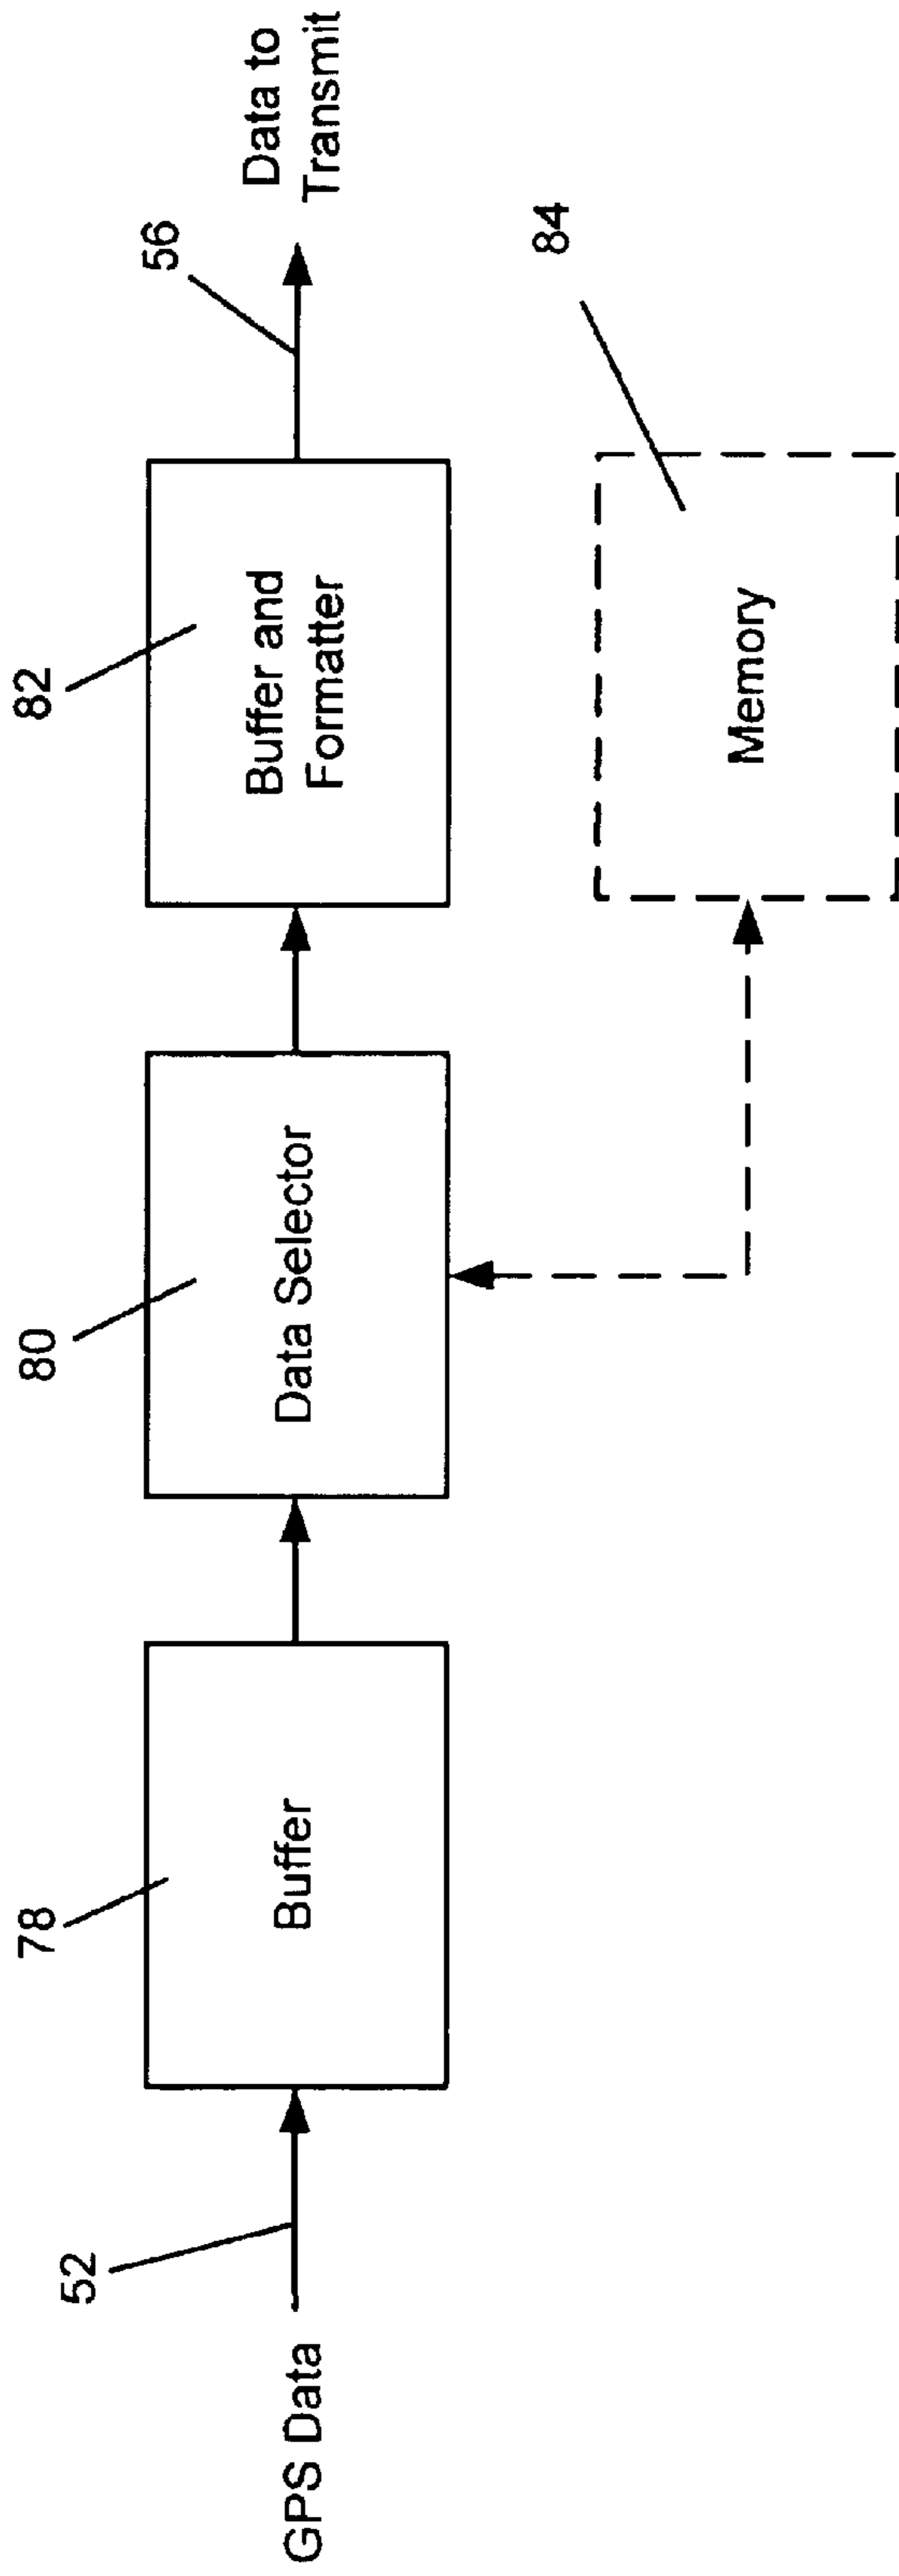 78
80
82
56
GPS Data
52
Buffer
Data Selector
Buffer and
Formatter
Data to
Transmit
Memory
84